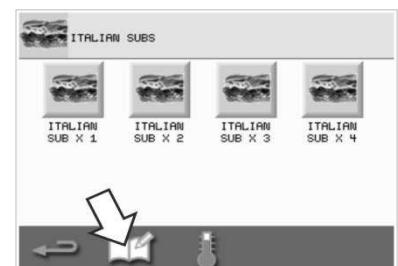 ITALIAN SUBS
ITALIAN SUB X 1
ITALIAN SUB X 2
ITALIAN SUB X 3
ITALIAN SUB X 4